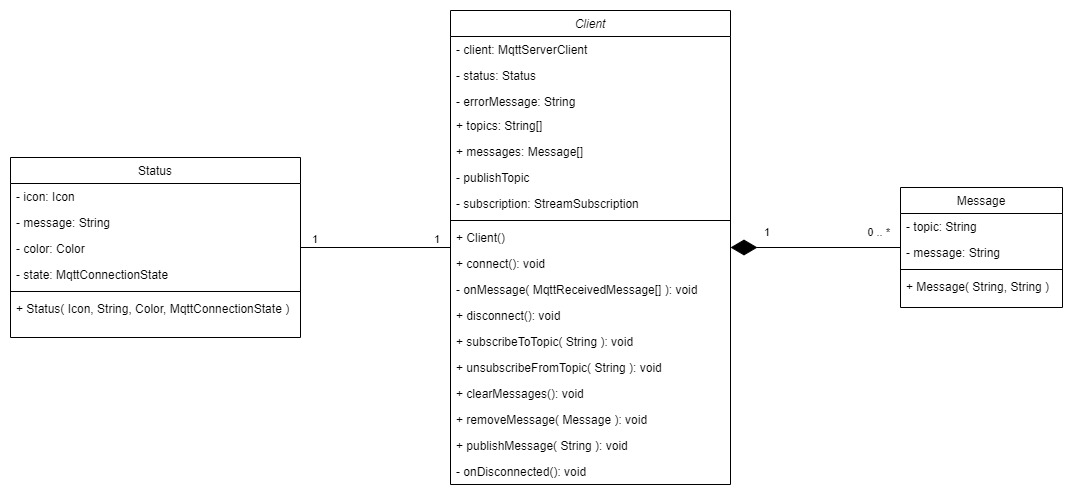 Client
- client: MqttServerClient
- status: Status
- errorMessage: String
+ topics: String[]
+ messages: Message[]
- publishTopic
- subscription: StreamSubscription
+ Client()
+ connect(): void
- onMessage( MqttReceivedMessage[] ): void
+ disconnect(): void
+ subscribeToTopic( String ): void
+ unsubscribeFromTopic( String ): void
+ clearMessages(): void
+ removeMessage( Message ): void
+ publishMessage( String ): void
- onDisconnected(): void
Status
- icon: Icon
- message: String
- color: Color
- state: MqttConnectionState
+ Status( Icon, String, Color, MqttConnectionState )
1
1
1
0 .. *
Message
- topic: String
- message: String
+ Message( String, String )